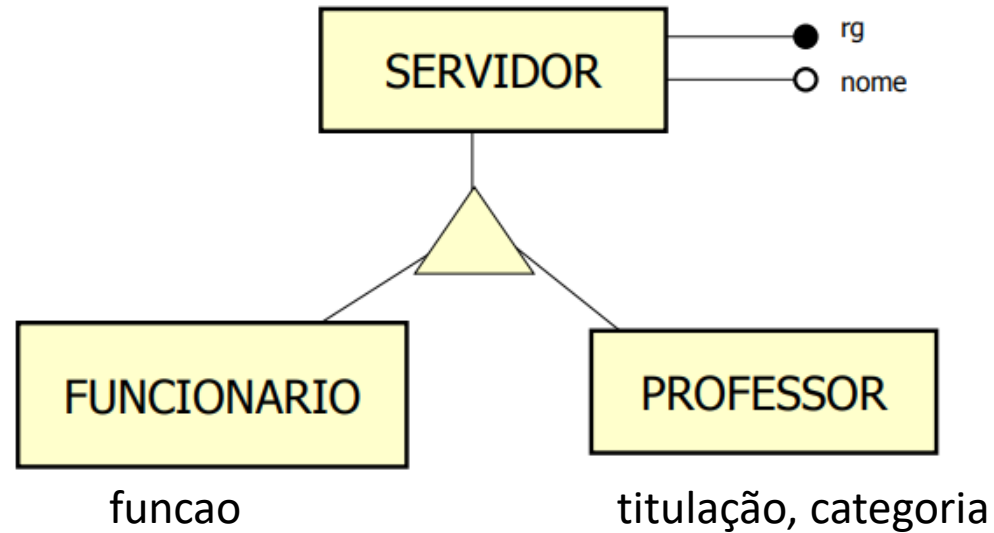 SERVIDOR
rg
nome
FUNCIONARIO
PROFESSOR
funcao
titulação, categoria